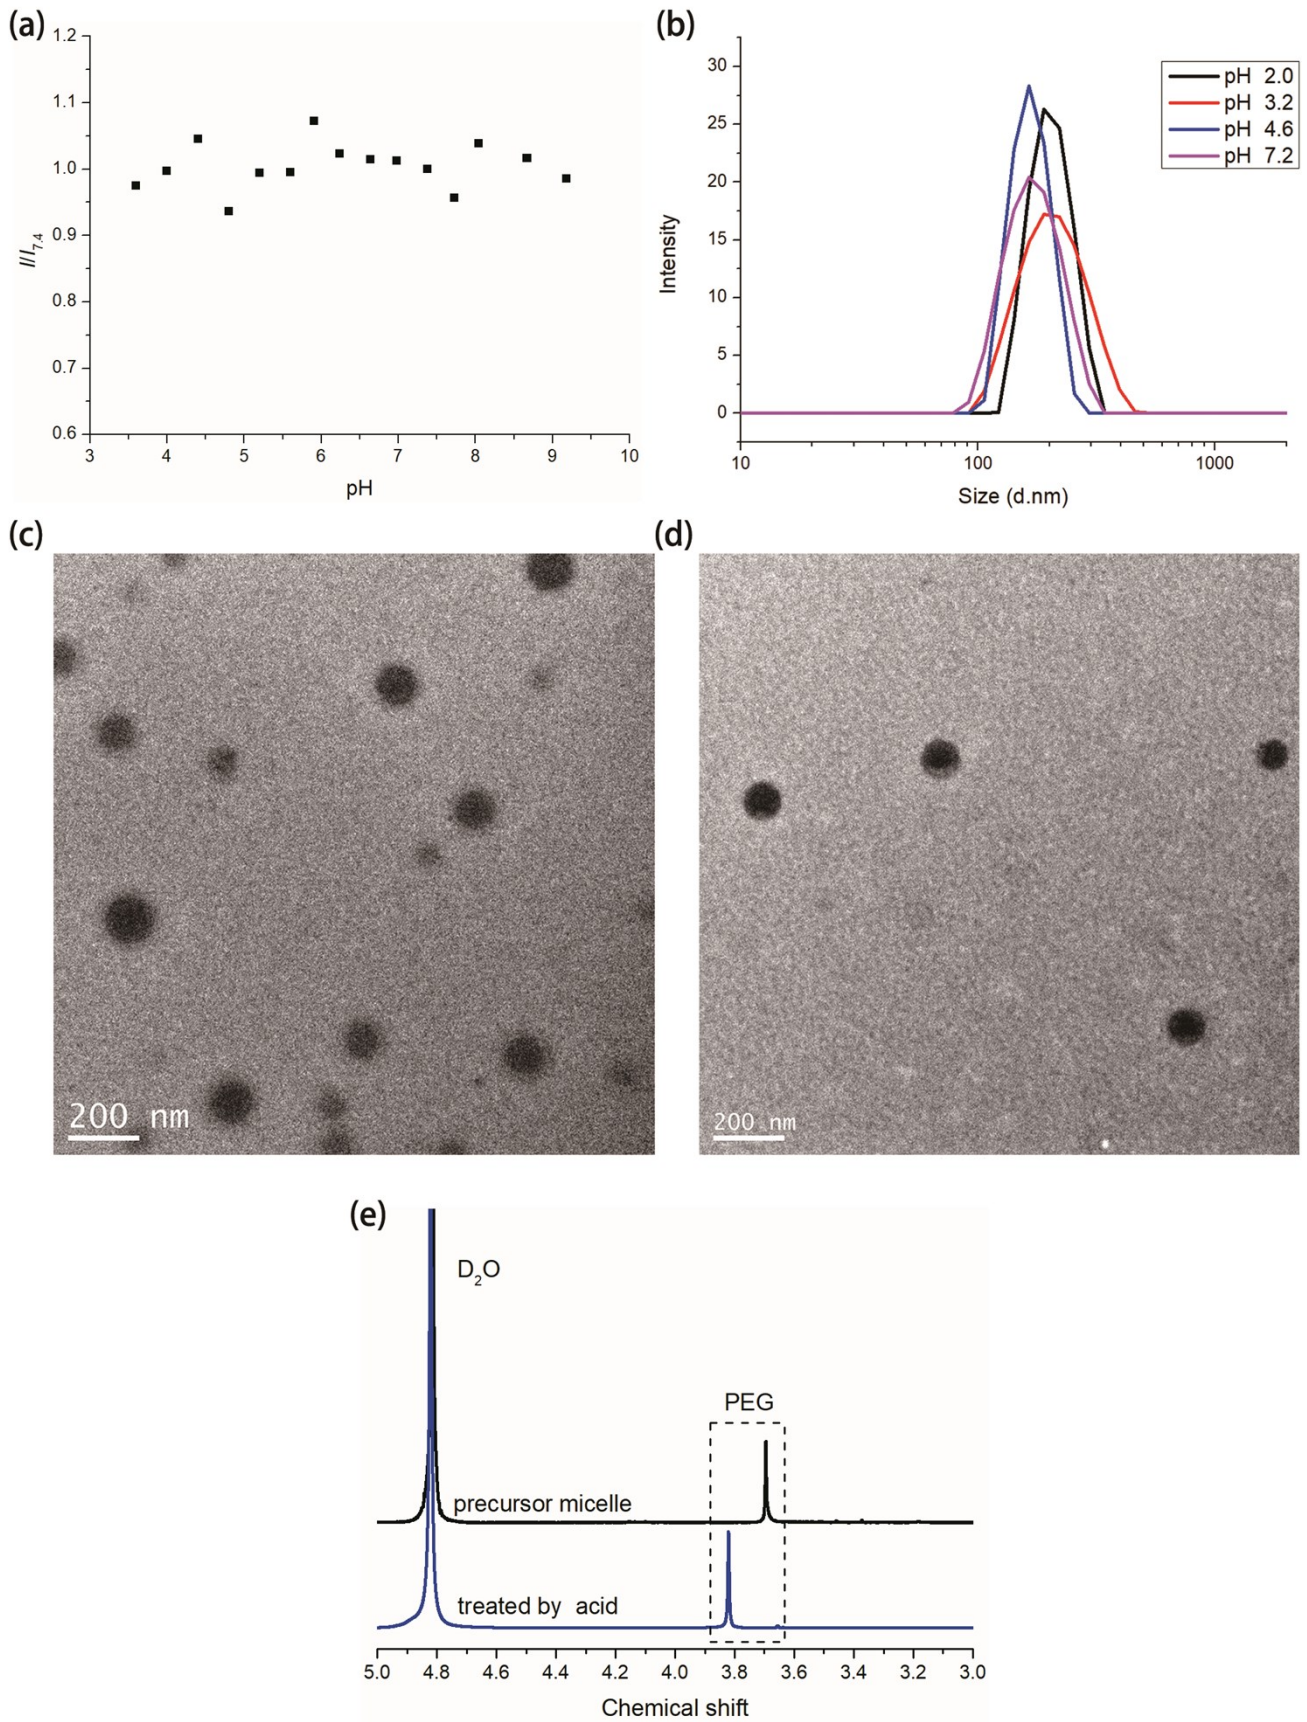 (a)
1.2
1.1
1.0
0.9
0.8
0.7
0.6
I/I7.4
3 4 5 6 7 8 9 10
pH
(b)
30
25
20
15
10
5
0
Intensity
pH 2.0
pH 3.2
pH 4.6
pH 7.2
10 100 1000
Size (d.nm)
(c)
200 nm
(d)
200 nm
(e)
D2O
PEG
precursor micelle
treated by acid
5.0 4.8 4.6 4.4 4.2 4.0 3.8 3.6 3.4 3.2 3.0
Chemical shift